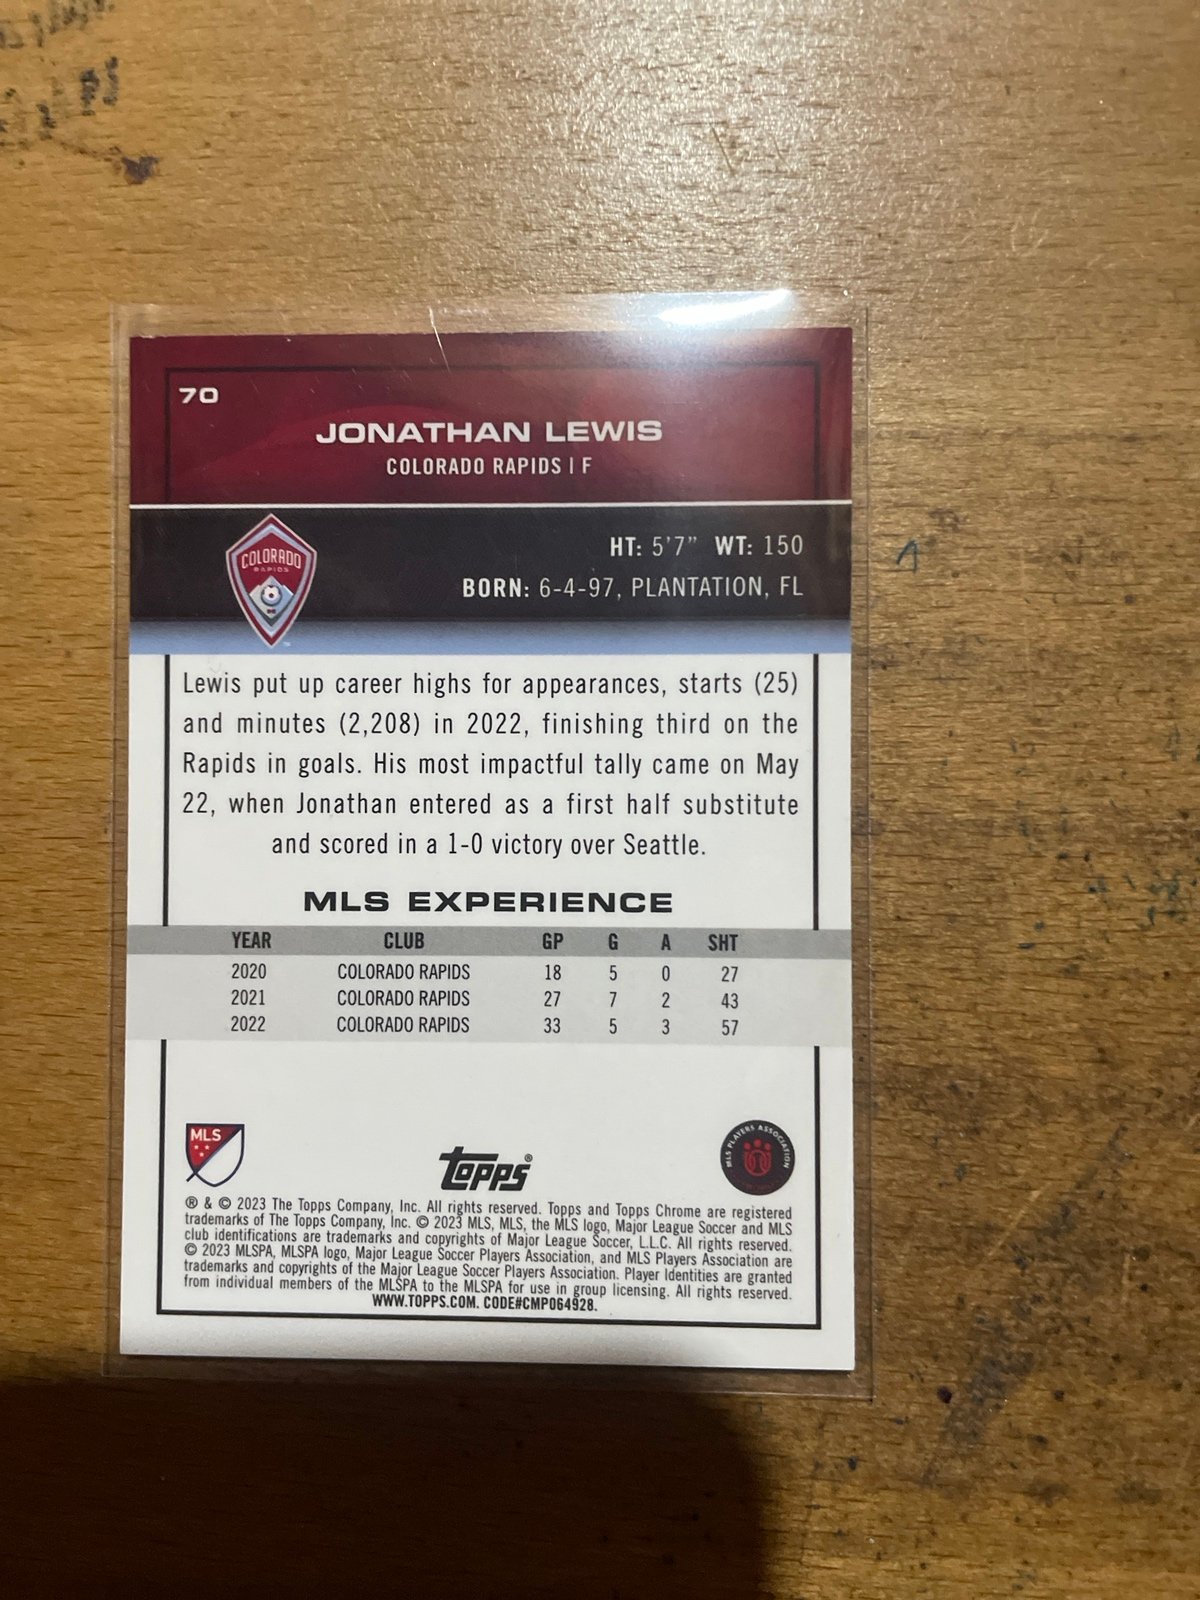 70
JONATHAN LEWIS
COLORADO RAPIDS | F
COLORADO
RAPIDS
HT: 5'7" WT: 150
BORN: 6-4-97, PLANTATION, FL
Lewis put up career highs for appearances, starts (25)
and minutes (2,208) in 2022, finishing third on the
Rapids in goals. His most impactful tally came on May
22, when Jonathan entered as a first half substitute
and scored in a 1-0 victory over Seattle.
MLS EXPERIENCE
YEAR CLUB GP G A SHT
2020 COLORADO RAPIDS 18 5 0 27
2021 COLORADO RAPIDS 27 7 2 43
2022 COLORADO RAPIDS 33 5 3 57
MLS
topps®
MLS PLAYERS ASSOCIATION
® & © 2023 The Topps Company, Inc. All rights reserved. Topps and Topps Chrome are registered
trademarks of The Topps Company, Inc. © 2023 MLS, MLS, the MLS logo, Major League Soccer and MLS
club identifications are trademarks and copyrights of Major League Soccer, L.L.C. All rights reserved.
© 2023 MLSPA, MLSPA logo, Major League Soccer Players Association, and MLS Players Association are
trademarks and copyrights of the Major League Soccer Players Association. Player Identities are granted
from individual members of the MLSPA to the MLSPA for use in group licensing. All rights reserved.
WWW.TOPPS.COM. CODE#CMP064928.